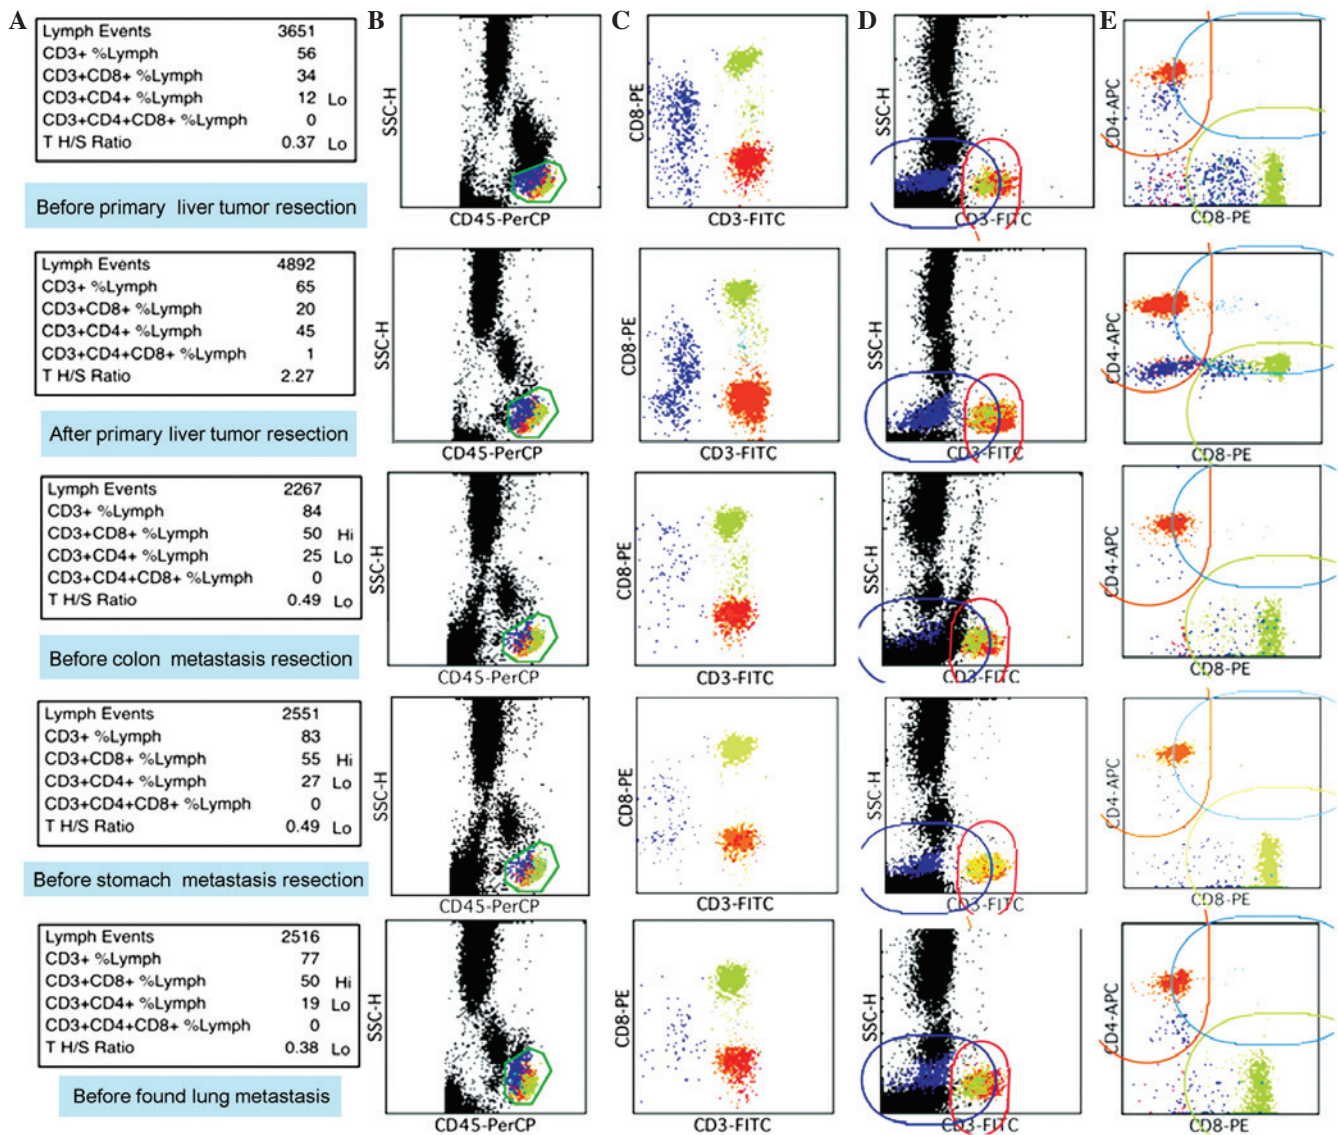 A B C D E
Lymph Events 3651
CD3+ %Lymph 56
CD3+CD8+ %Lymph 34
CD3+CD4+ %Lymph 12 Lo
CD3+CD4+CD8+ %Lymph 0
T H/S Ratio 0.37 Lo
Before primary liver tumor resection
SSC-H
CD45-PerCP
CD8-PE
CD3-FITC
SSC-H
CD3-FITC
CD4-APC
CD8-PE
Lymph Events 4892
CD3+ %Lymph 65
CD3+CD8+ %Lymph 20
CD3+CD4+ %Lymph 45
CD3+CD4+CD8+ %Lymph 1
T H/S Ratio 2.27
After primary liver tumor resection
SSC-H
CD45-PerCP
CD8-PE
CD3-FITC
SSC-H
CD3-FITC
CD4-APC
CD8-PE
Lymph Events 2267
CD3+ %Lymph 84
CD3+CD8+ %Lymph 50 Hi
CD3+CD4+ %Lymph 25 Lo
CD3+CD4+CD8+ %Lymph 0
T H/S Ratio 0.49 Lo
Before colon metastasis resection
SSC-H
CD45-PerCP
CD8-PE
CD3-FITC
SSC-H
CD3-FITC
CD4-APC
CD8-PE
Lymph Events 2551
CD3+ %Lymph 83
CD3+CD8+ %Lymph 55 Hi
CD3+CD4+ %Lymph 27 Lo
CD3+CD4+CD8+ %Lymph 0
T H/S Ratio 0.49 Lo
Before stomach metastasis resection
SSC-H
CD45-PerCP
CD8-PE
CD3-FITC
SSC-H
CD3-FITC
CD4-APC
CD8-PE
Lymph Events 2516
CD3+ %Lymph 77
CD3+CD8+ %Lymph 50 Hi
CD3+CD4+ %Lymph 19 Lo
CD3+CD4+CD8+ %Lymph 0
T H/S Ratio 0.38 Lo
Before found lung metastasis
SSC-H
CD45-PerCP
CD8-PE
CD3-FITC
SSC-H
CD3-FITC
CD4-APC
CD8-PE